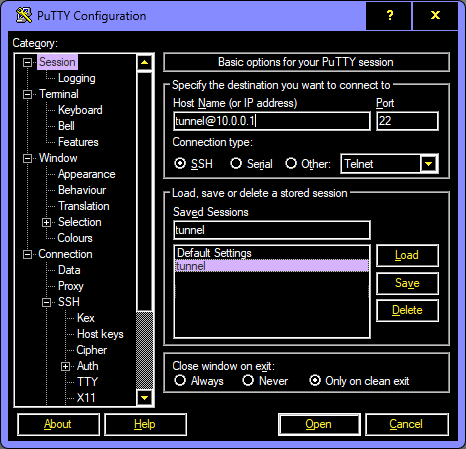 PuTTY Configuration
? X
Category:
Session
Logging
Terminal
Keyboard
Bell
Features
Window
Appearance
Behaviour
Translation
Selection
Colours
Connection
Data
Proxy
SSH
Kex
Host keys
Cipher
Auth
TTY
X11
Basic options for your PuTTY session
Specify the destination you want to connect to
Host Name (or IP address) Port
tunnel@10.0.0.1 22
Connection type:
SSH Serial Other: Telnet
Load, save or delete a stored session
Saved Sessions
tunnel
Default Settings
tunnel
Load
Save
Delete
Close window on exit:
Always Never Only on clean exit
About Help Open Cancel